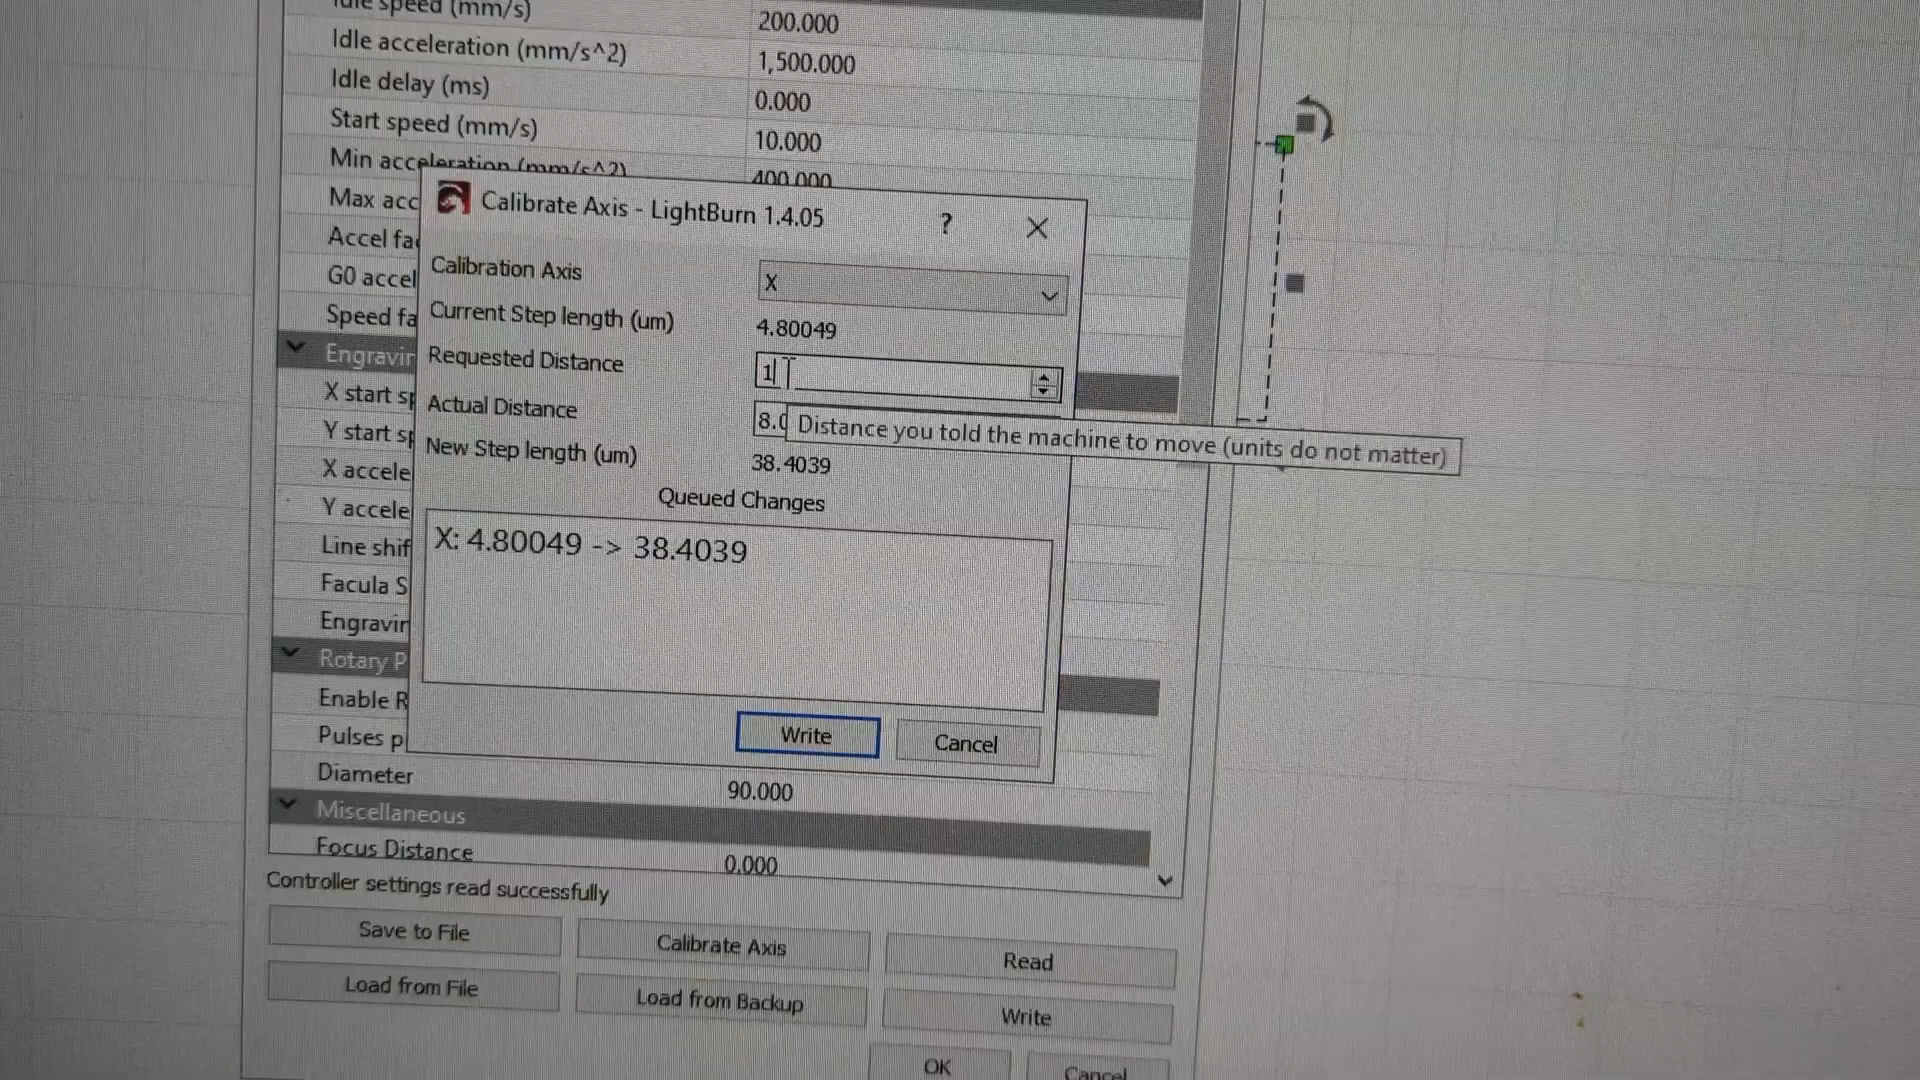 Idle speed (mm/s) 200.000
Idle acceleration (mm/s^2) 1,500.000
Idle delay (ms) 0.000
Start speed (mm/s) 10.000
Min acceleration (mm/s^2) 400.000
Max acc
Calibrate Axis - LightBurn 1.4.05 ?
Accel fa
Calibration Axis X
G0 accel
Current Step length (um) 4.80049
Speed fa
Requested Distance 1
Engravin
Actual Distance 8.0
Distance you told the machine to move (units do not matter)
X start sp
New Step length (um) 38.4039
Y start sp
Queued Changes
X accele
X: 4.80049 -> 38.4039
Y accele
Line shif
Facula S
Engravin
Rotary P
Enable R
Pulses p
Write Cancel
Diameter 90.000
Miscellaneous
Focus Distance 0.000
Controller settings read successfully
Save to File Calibrate Axis Read
Load from File Load from Backup Write
OK Cancel